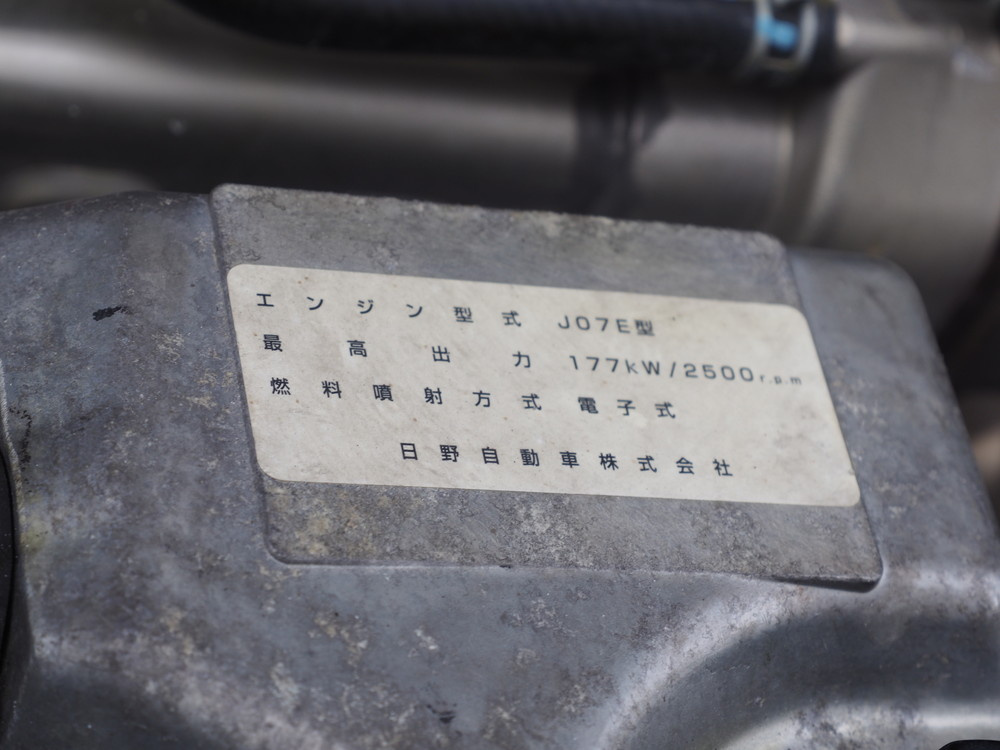 エンジン型式 J07E型
最高出力 177kW/2500r.p.m
燃料噴射方式 電子式
日野自動車株式会社